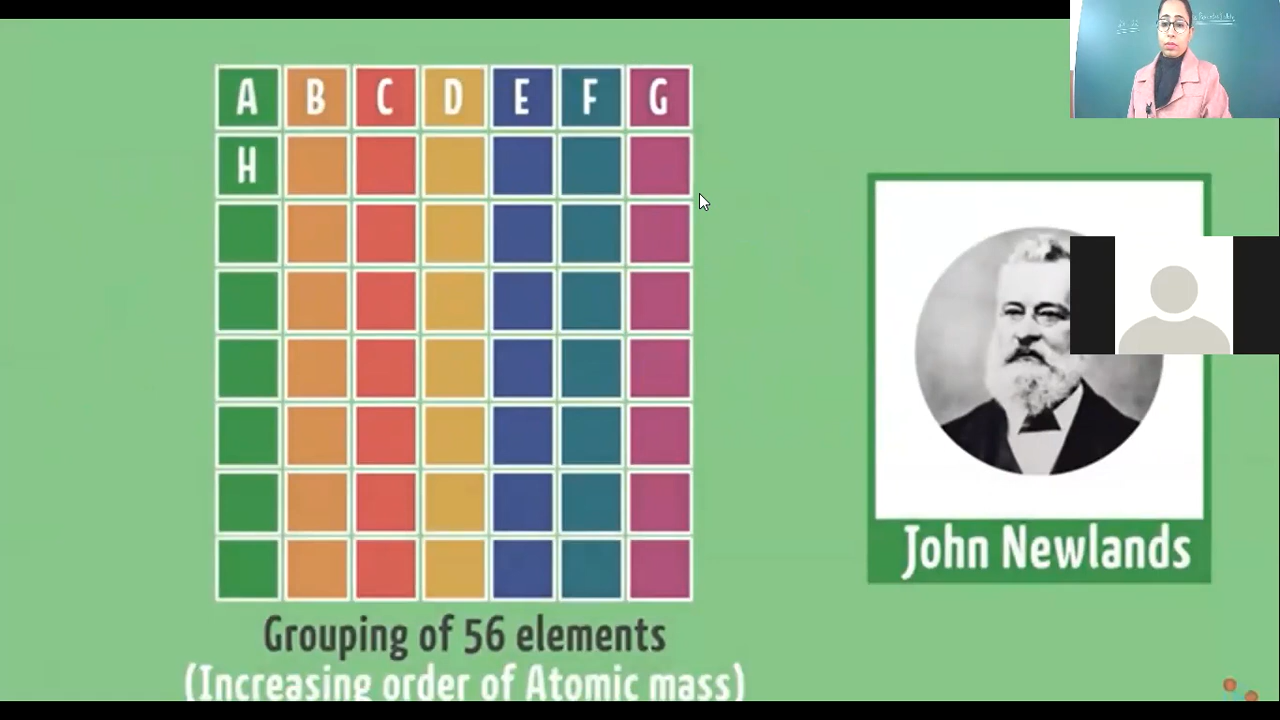 A B C D E F G
H
John Newlands
Grouping of 56 elements
(Increasing order of Atomic mass)